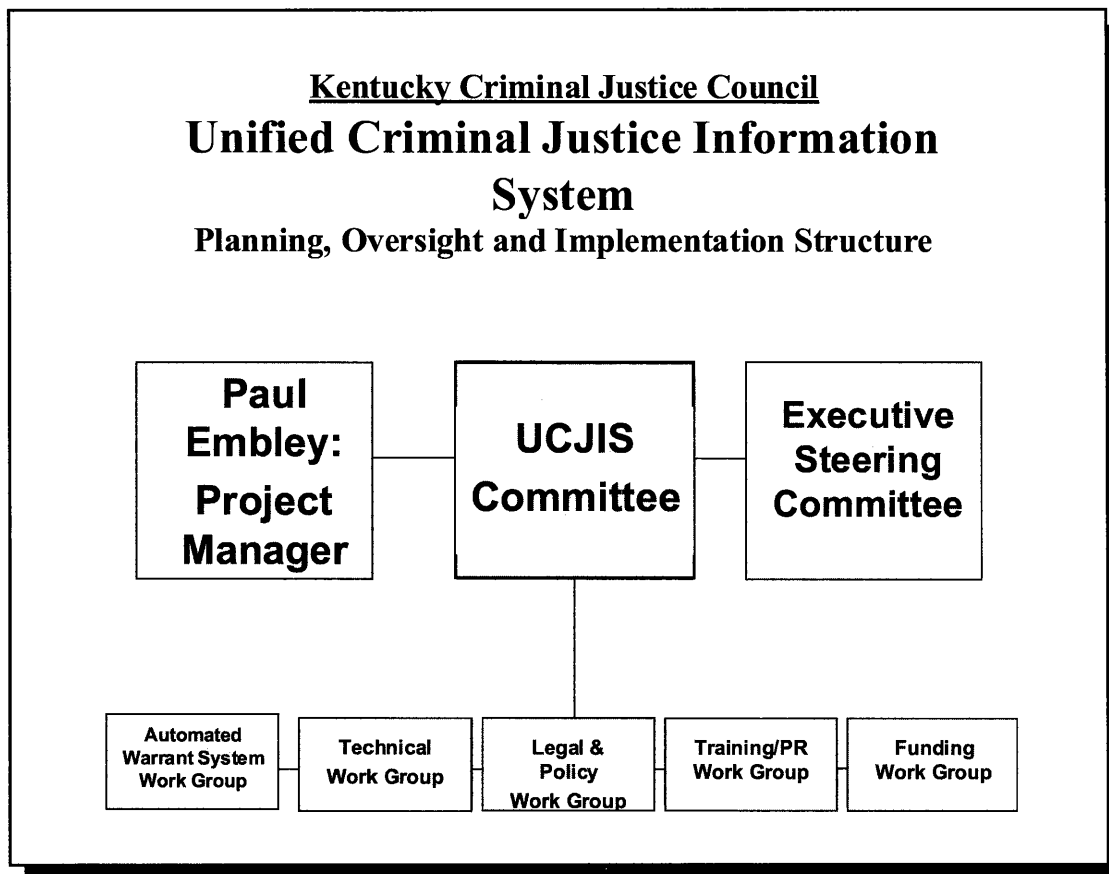 Kentucky Criminal Justice Council
Unified Criminal Justice Information
System
Planning, Oversight and Implementation Structure
Paul
Embley:
Project
Manager
UCJIS
Committee
Executive
Steering
Committee
Automated
Warrant System
Work Group
Technical
Work Group
Legal &
Policy
Work Group
Training/PR
Work Group
Funding
Work Group